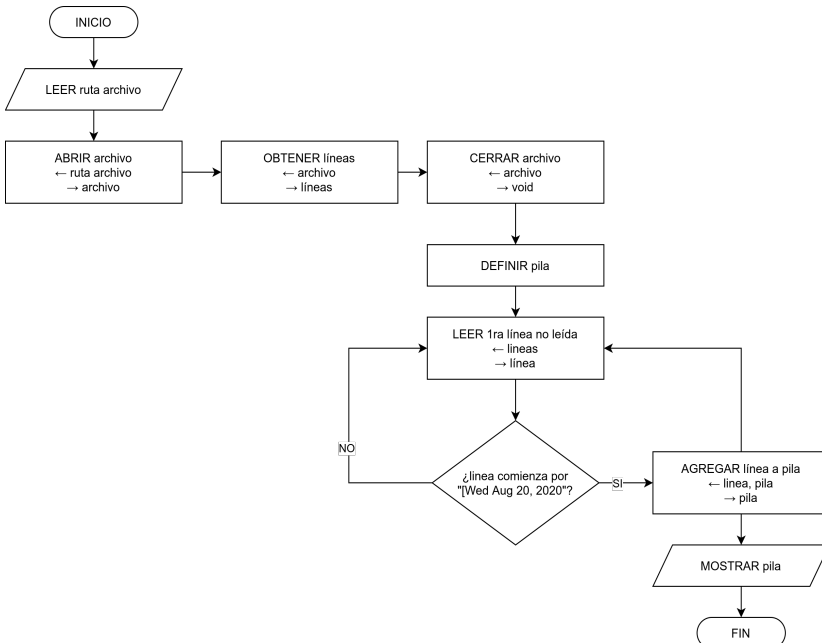 INICIO
LEER ruta archivo
ABRIR archivo
← ruta archivo
→ archivo
OBTENER líneas
← archivo
→ líneas
CERRAR archivo
← archivo
→ void
DEFINIR pila
LEER 1ra línea no leída
← lineas
→ línea
NO
¿linea comienza por
"[Wed Aug 20, 2020"?
SI
AGREGAR línea a pila
← linea, pila
→ pila
MOSTRAR pila
FIN